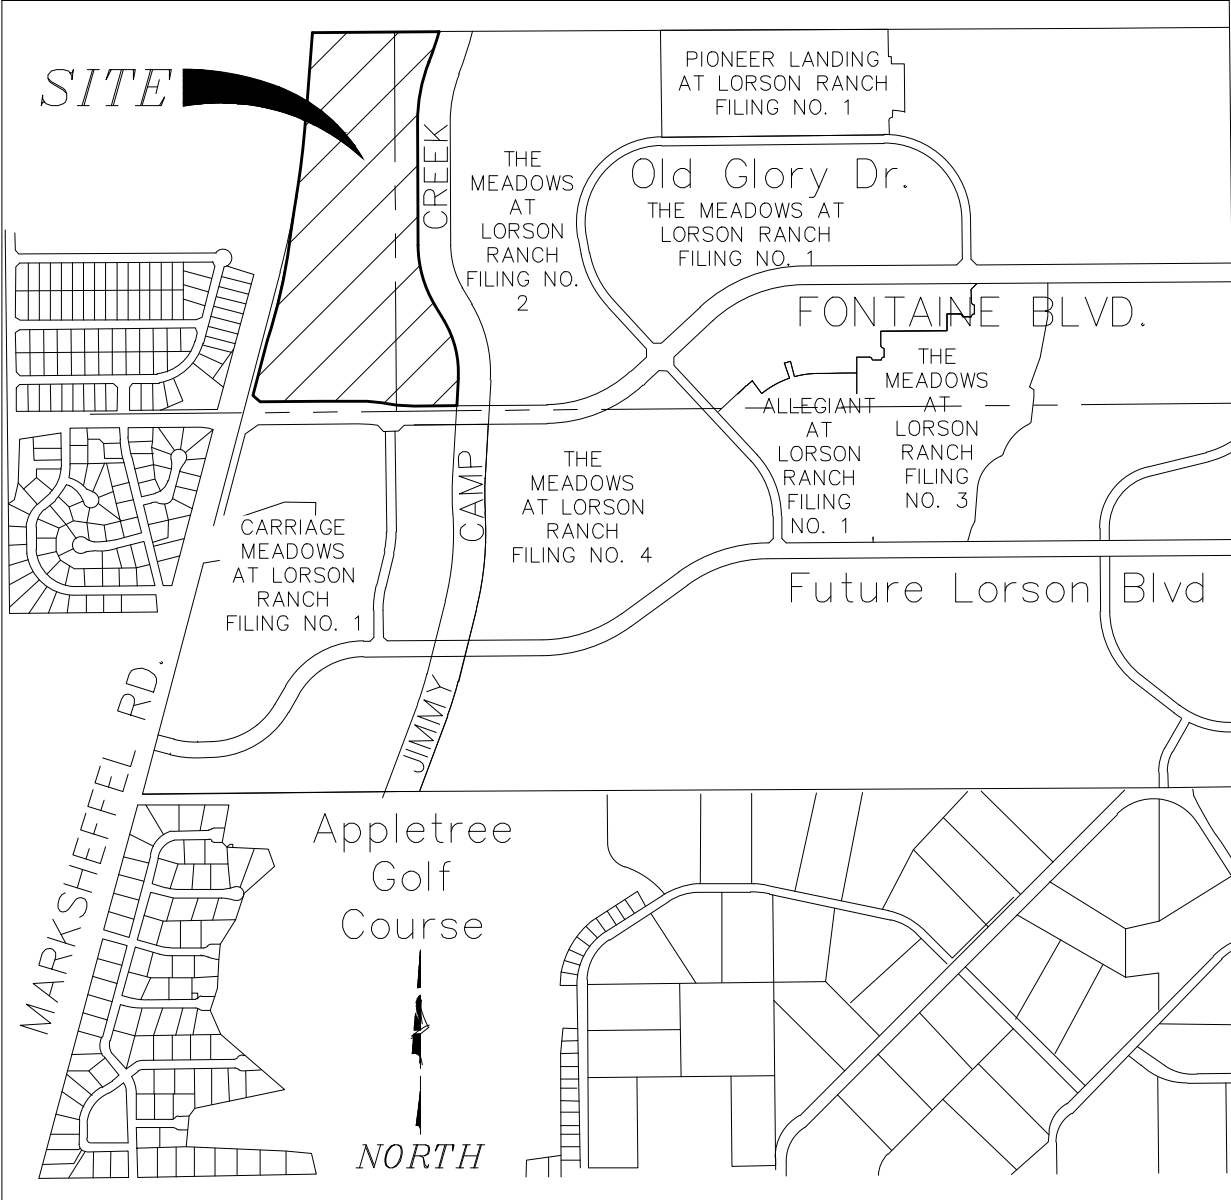 SITE
PIONEER LANDING
AT LORSON RANCH
FILING NO. 1
CREEK
THE
MEADOWS
AT
LORSON
RANCH
FILING NO.
2
Old Glory Dr.
THE MEADOWS AT
LORSON RANCH
FILING NO. 1
FONTAINE BLVD.
THE
MEADOWS
AT
LORSON
RANCH
FILING
NO. 3
ALLEGIANT
AT
LORSON
RANCH
FILING
NO. 1
CAMP
THE
MEADOWS
AT LORSON
RANCH
FILING NO. 4
CARRIAGE
MEADOWS
AT LORSON
RANCH
FILING NO. 1
Future Lorson Blvd
JIMMY
MARKSHEFFEL RD.
Appletree
Golf
Course
NORTH